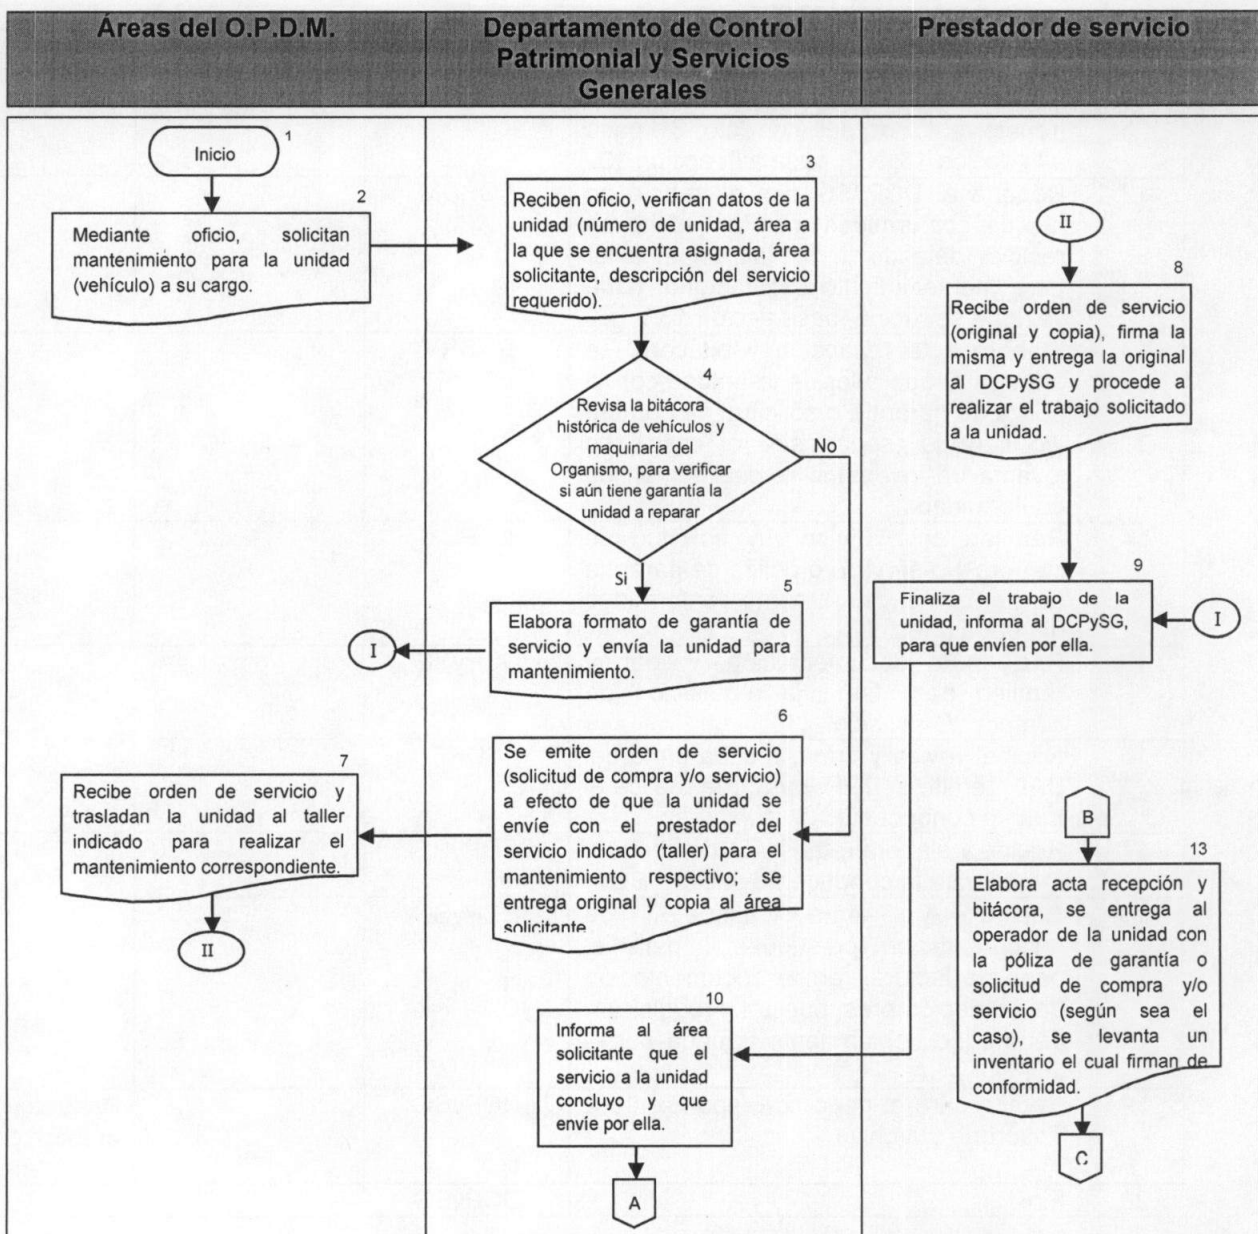 Áreas del O.P.D.M.
Departamento de Control
Patrimonial y Servicios
Generales
Prestador de servicio
Inicio
1
2
Mediante oficio, solicitan
mantenimiento para la unidad
(vehículo) a su cargo.
3
Reciben oficio, verifican datos de la
unidad (número de unidad, área a
la que se encuentra asignada, área
solicitante, descripción del servicio
requerido).
4
Revisa la bitácora
histórica de vehículos y
maquinaria del
Organismo, para verificar
si aún tiene garantía la
unidad a reparar
No
Si
5
Elabora formato de garantía de
servicio y envía la unidad para
mantenimiento.
I
6
Se emite orden de servicio
(solicitud de compra y/o servicio)
a efecto de que la unidad se
envíe con el prestador del
servicio indicado (taller) para el
mantenimiento respectivo; se
entrega original y copia al área
solicitante
7
Recibe orden de servicio y
trasladan la unidad al taller
indicado para realizar el
mantenimiento correspondiente.
II
II
8
Recibe orden de servicio
(original y copia), firma la
misma y entrega la original
al DCPySG y procede a
realizar el trabajo solicitado
a la unidad.
9
Finaliza el trabajo de la
unidad, informa al DCPySG,
para que envíen por ella.
I
10
Informa al área
solicitante que el
servicio a la unidad
concluyo y que
envíe por ella.
A
B
13
Elabora acta recepción y
bitácora, se entrega al
operador de la unidad con
la póliza de garantía o
solicitud de compra y/o
servicio (según sea el
caso), se levanta un
inventario el cual firman de
conformidad.
C